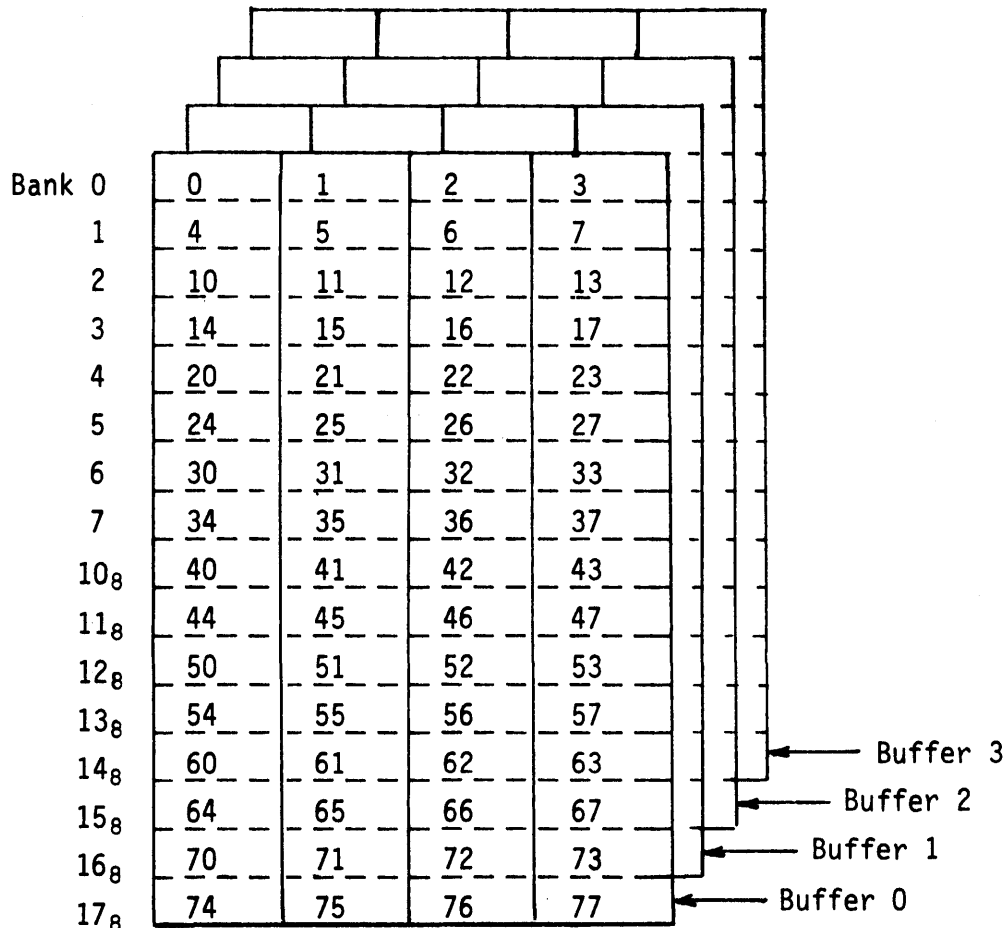 Bank 0 0 1 2 3
1 4 5 6 7
2 10 11 12 13
3 14 15 16 17
4 20 21 22 23
5 24 25 26 27
6 30 31 32 33
7 34 35 36 37
10₈ 40 41 42 43
11₈ 44 45 46 47
12₈ 50 51 52 53
13₈ 54 55 56 57
Buffer 3
14₈ 60 61 62 63
Buffer 2
15₈ 64 65 66 67
Buffer 1
16₈ 70 71 72 73
Buffer 0
17₈ 74 75 76 77